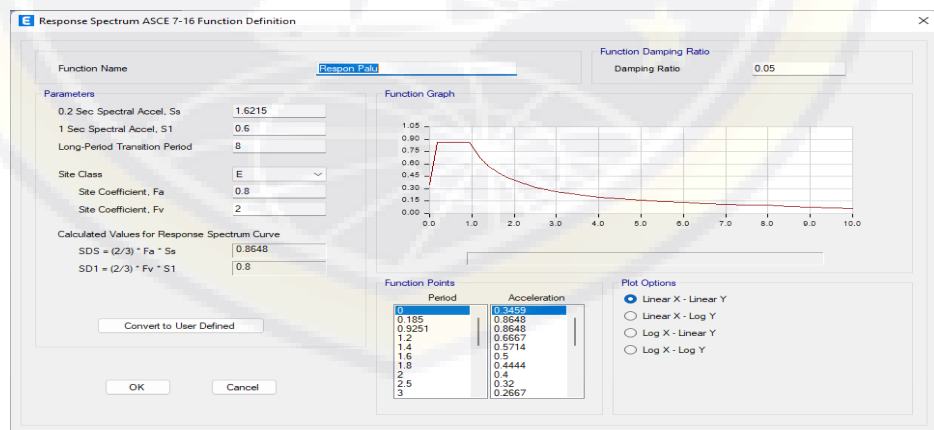 Response Spectrum ASCE 7-16 Function Definition
Function Name
Respon Palu
Function Damping Ratio
Damping Ratio
0.05
Parameters
0.2 Sec Spectral Accel, Ss
1.6215
1 Sec Spectral Accel, S1
0.6
Long-Period Transition Period
8
Site Class
E
Site Coefficient, Fa
0.8
Site Coefficient, Fv
2
Calculated Values for Response Spectrum Curve
SDS = (2/3) * Fa * Ss
0.8648
SD1 = (2/3) * Fv * S1
0.8
Convert to User Defined
OK
Cancel
Function Graph
1.05
0.90
0.75
0.60
0.45
0.30
0.15
0.00
0.0 1.0 2.0 3.0 4.0 5.0 6.0 7.0 8.0 9.0 10.0
Function Points
Period Acceleration
0 0.3459
0.185 0.8648
0.9251 0.8648
1.2 0.6667
1.4 0.5714
1.6 0.5
1.8 0.4444
2 0.4
2.5 0.32
3 0.2667
Plot Options
Linear X - Linear Y
Linear X - Log Y
Log X - Linear Y
Log X - Log Y